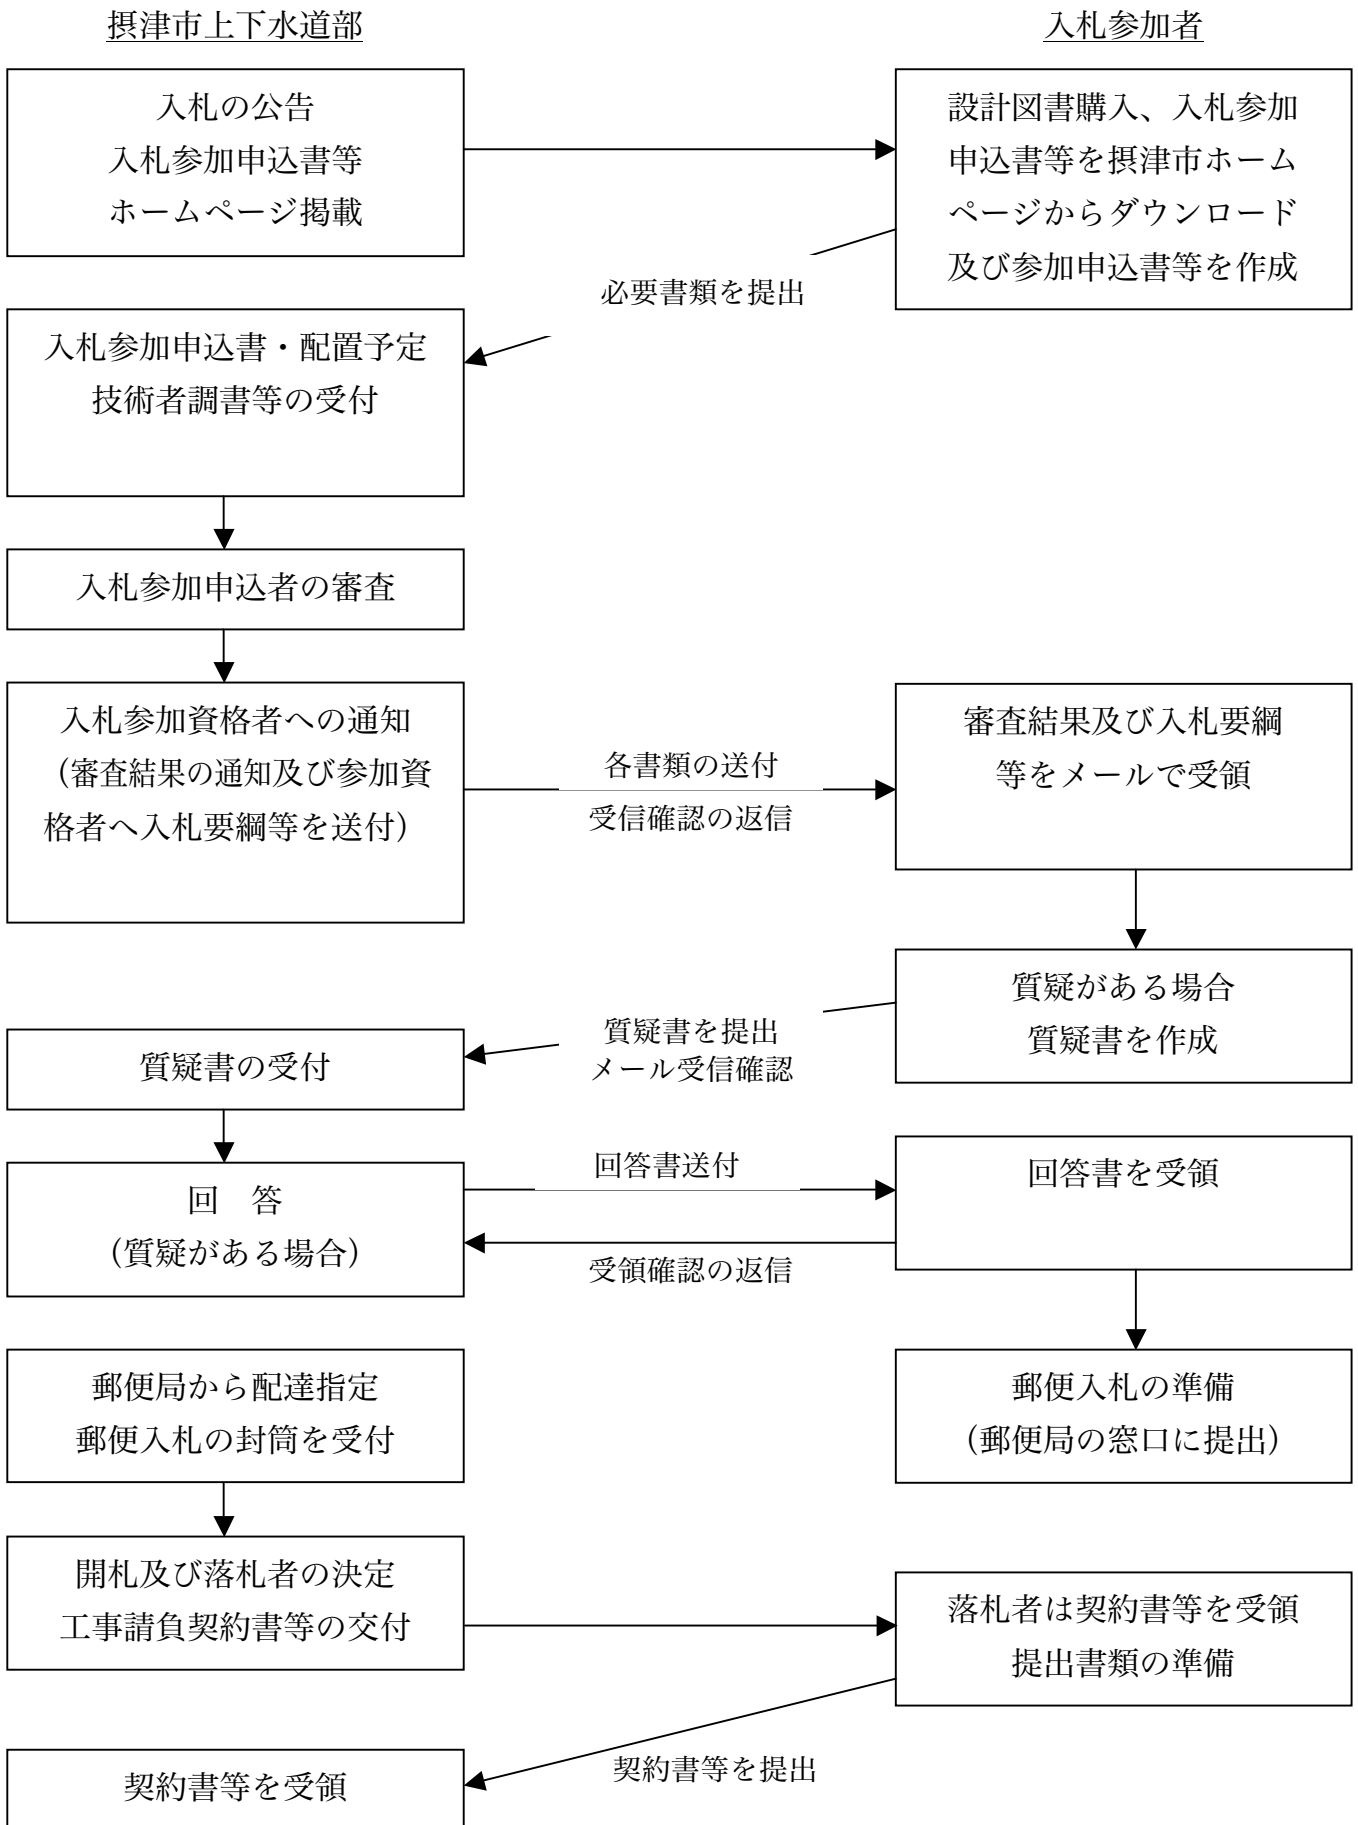 摂津市上下水道部
入札参加者
入札の公告
入札参加申込書等
ホームページ掲載
設計図書購入、入札参加
申込書等を摂津市ホーム
ページからダウンロード
及び参加申込書等を作成
必要書類を提出
入札参加申込書・配置予定
技術者調書等の受付
入札参加申込者の審査
入札参加資格者への通知
（審査結果の通知及び参加資
格者へ入札要綱等を送付）
各書類の送付
受信確認の返信
審査結果及び入札要綱
等をメールで受領
質疑がある場合
質疑書を作成
質疑書を提出
メール受信確認
質疑書の受付
回答書送付
回答書を受領
回　答
（質疑がある場合）
受領確認の返信
郵便局から配達指定
郵便入札の封筒を受付
郵便入札の準備
（郵便局の窓口に提出）
開札及び落札者の決定
工事請負契約書等の交付
落札者は契約書等を受領
提出書類の準備
契約書等を提出
契約書等を受領